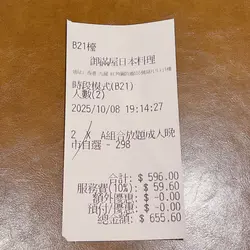 B21檯
御滿屋日本料理
時段模式(B21)
人數(2)
2025/10/08 19:14:27
2 X A組合放題成人晚
市自選 - 298
合計: $ 596.00
服務費(10%): $ 59.60
額外優惠: $ -0.00
預付/優惠: $ -0.00
總金額: $ 655.60